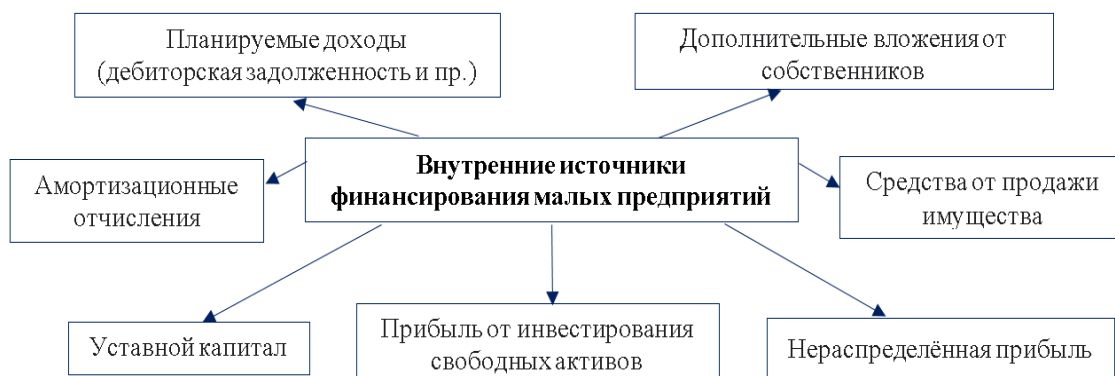 Планируемые доходы
(дебиторская задолженность и пр.)
Дополнительные вложения от
собственников
Внутренние источники
финансирования малых предприятий
Амортизационные
отчисления
Средства от продажи
имущества
Уставной капитал
Прибыль от инвестирования
свободных активов
Нераспределённая прибыль